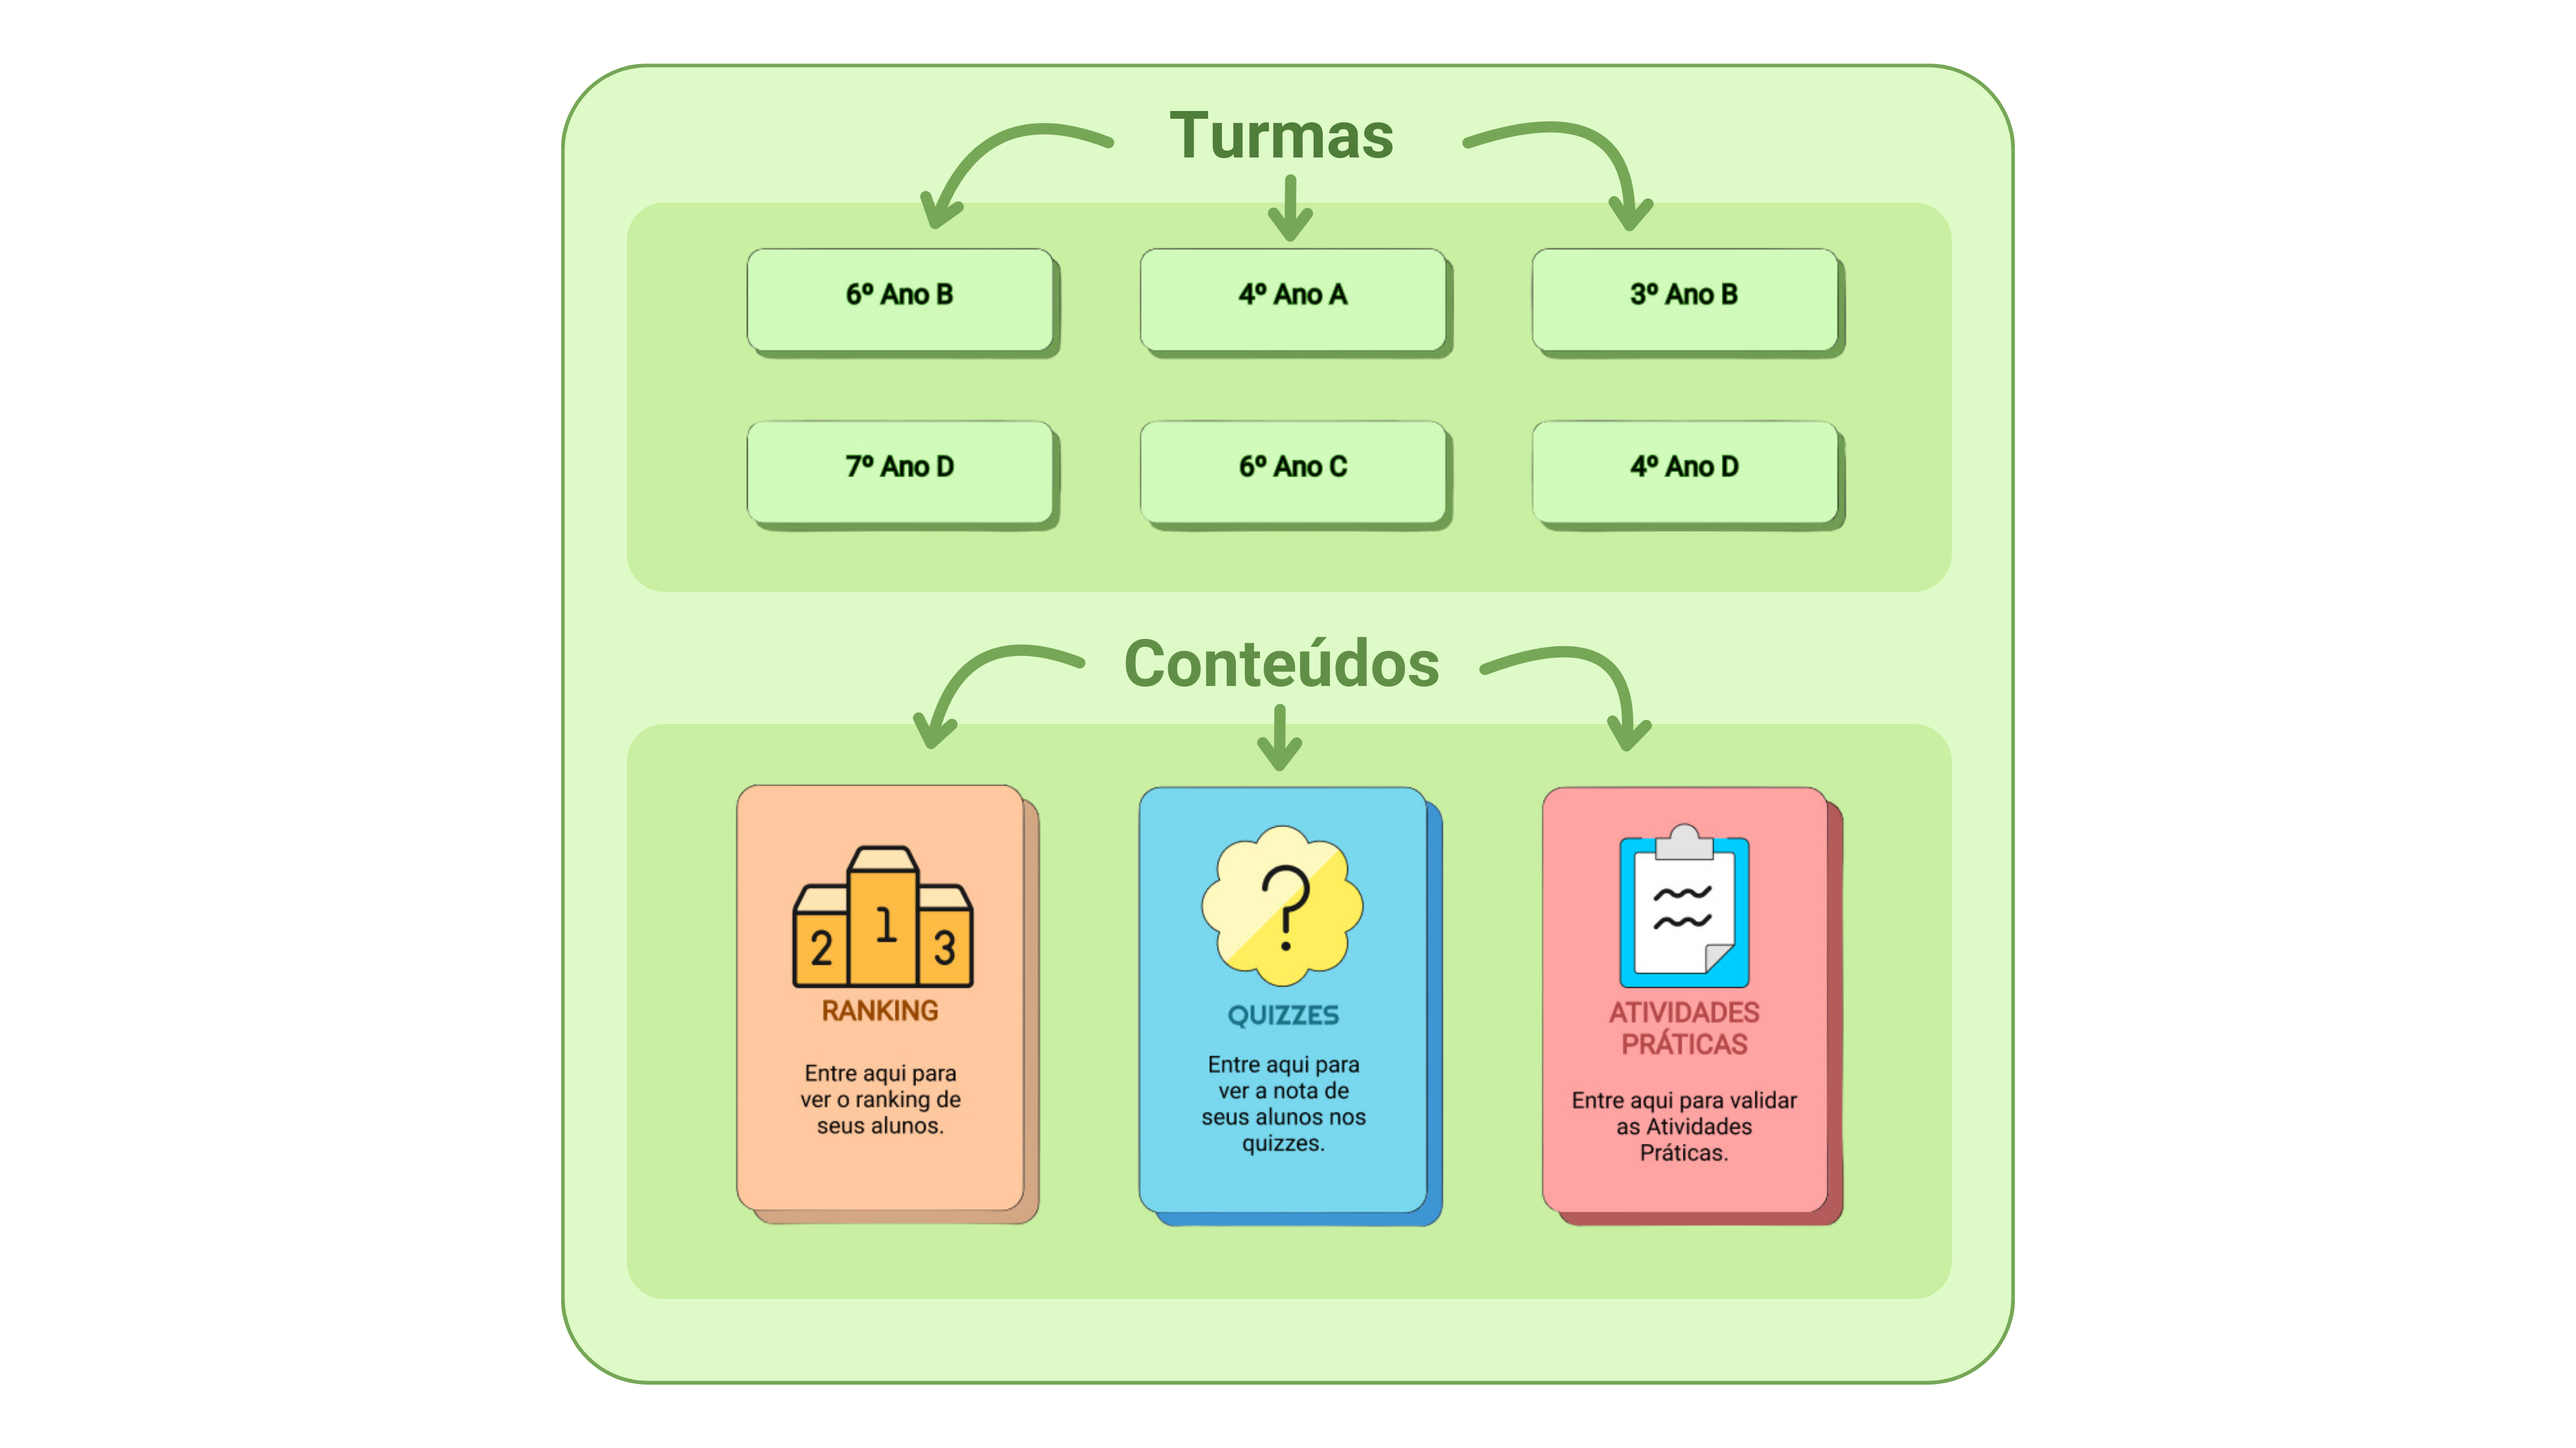 Turmas
6º Ano B
4º Ano A
3º Ano B
7º Ano D
6º Ano C
4º Ano D
Conteúdos
2
1
3
RANKING
Entre aqui para
ver o ranking de
seus alunos.
?
QUIZZES
Entre aqui para
ver a nota de
seus alunos nos
quizzes.
ATIVIDADES
PRÁTICAS
Entre aqui para validar
as Atividades
Práticas.